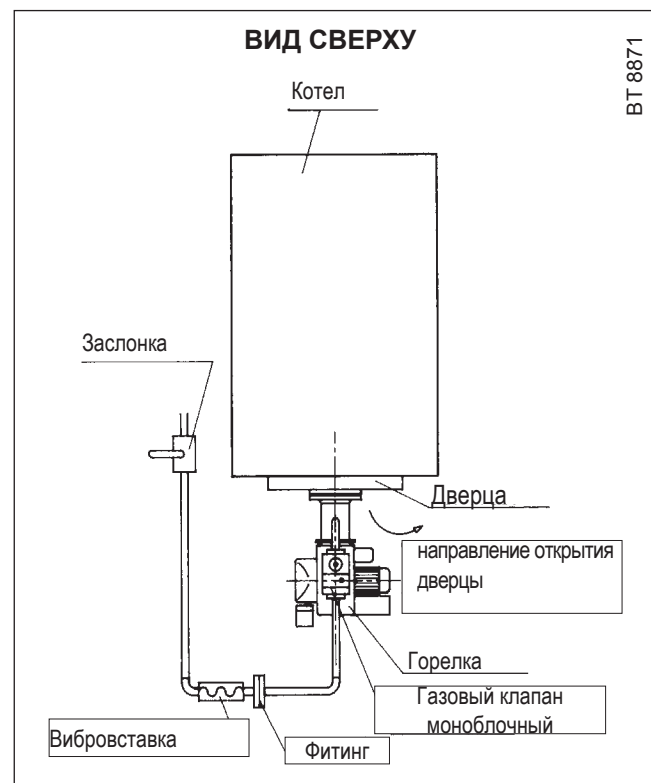 ВИД СВЕРХУ
BT 8871
Котел
Заслонка
Дверца
направление открытия
дверцы
Горелка
Газовый клапан
моноблочный
Вибровставка
Фитинг